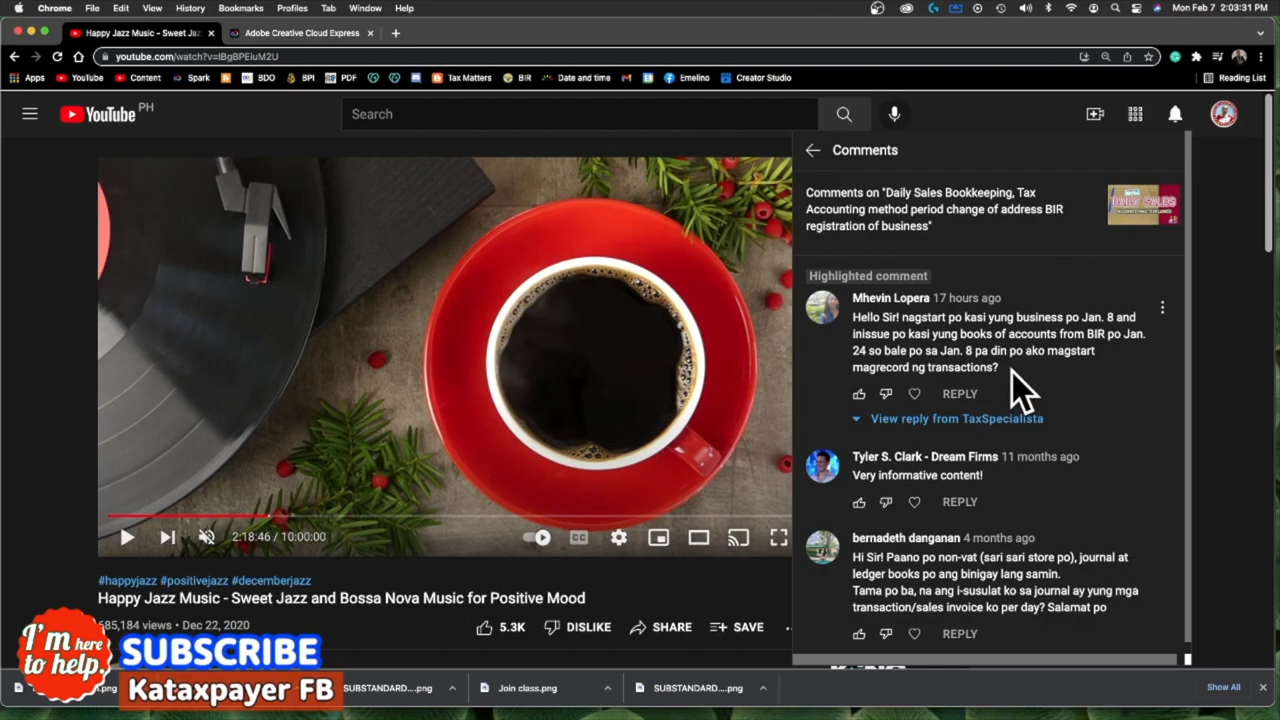 Chrome File Edit View History Bookmarks Profiles Tab Window Help
Mon Feb 7 2:03:31 PM
Happy Jazz Music - Sweet Jaz
Adobe Creative Cloud Express
youtube.com/watch?v=IBgBPEiuM2U
Apps YouTube Content Spark BDO BPI PDF Tax Matters BIR Date and time Emelino Creator Studio Reading List
YouTube PH
Search
Comments
Comments on "Daily Sales Bookkeeping, Tax
Accounting method period change of address BIR
registration of business"
DAILY SALES
Highlighted comment
Mhevin Lopera 17 hours ago
Hello Sir! nagstart po kasi yung business po Jan. 8 and
inissue po kasi yung books of accounts from BIR po Jan.
24 so bale po sa Jan. 8 pa din po ako magstart
magrecord ng transactions?
REPLY
View reply from TaxSpecialista
Tyler S. Clark - Dream Firms 11 months ago
Very informative content!
REPLY
bernadeth danganan 4 months ago
Hi Sir! Paano po non-vat (sari sari store po), journal at
ledger books po ang binigay lang samin.
Tama po ba, na ang i-susulat ko sa journal ay yung mga
transaction/sales invoice ko per day? Salamat po
REPLY
2:18:46 / 10:00:00
CC
#happyjazz #positivejazz #decemberjazz
Happy Jazz Music - Sweet Jazz and Bossa Nova Music for Positive Mood
685,184 views • Dec 22, 2020
5.3K DISLIKE SHARE SAVE
I'm here
to help.
SUBSCRIBE
Kataxpayer FB
SUBSTANDARD....png
Join class.png
SUBSTANDARD....png
Show All